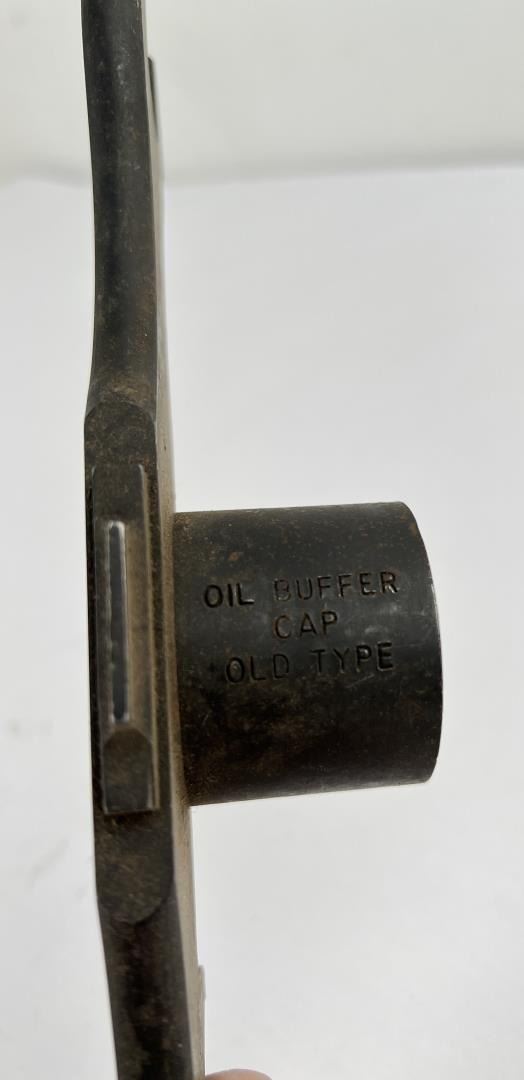 OIL BUFFER
CAP
OLD TYPE